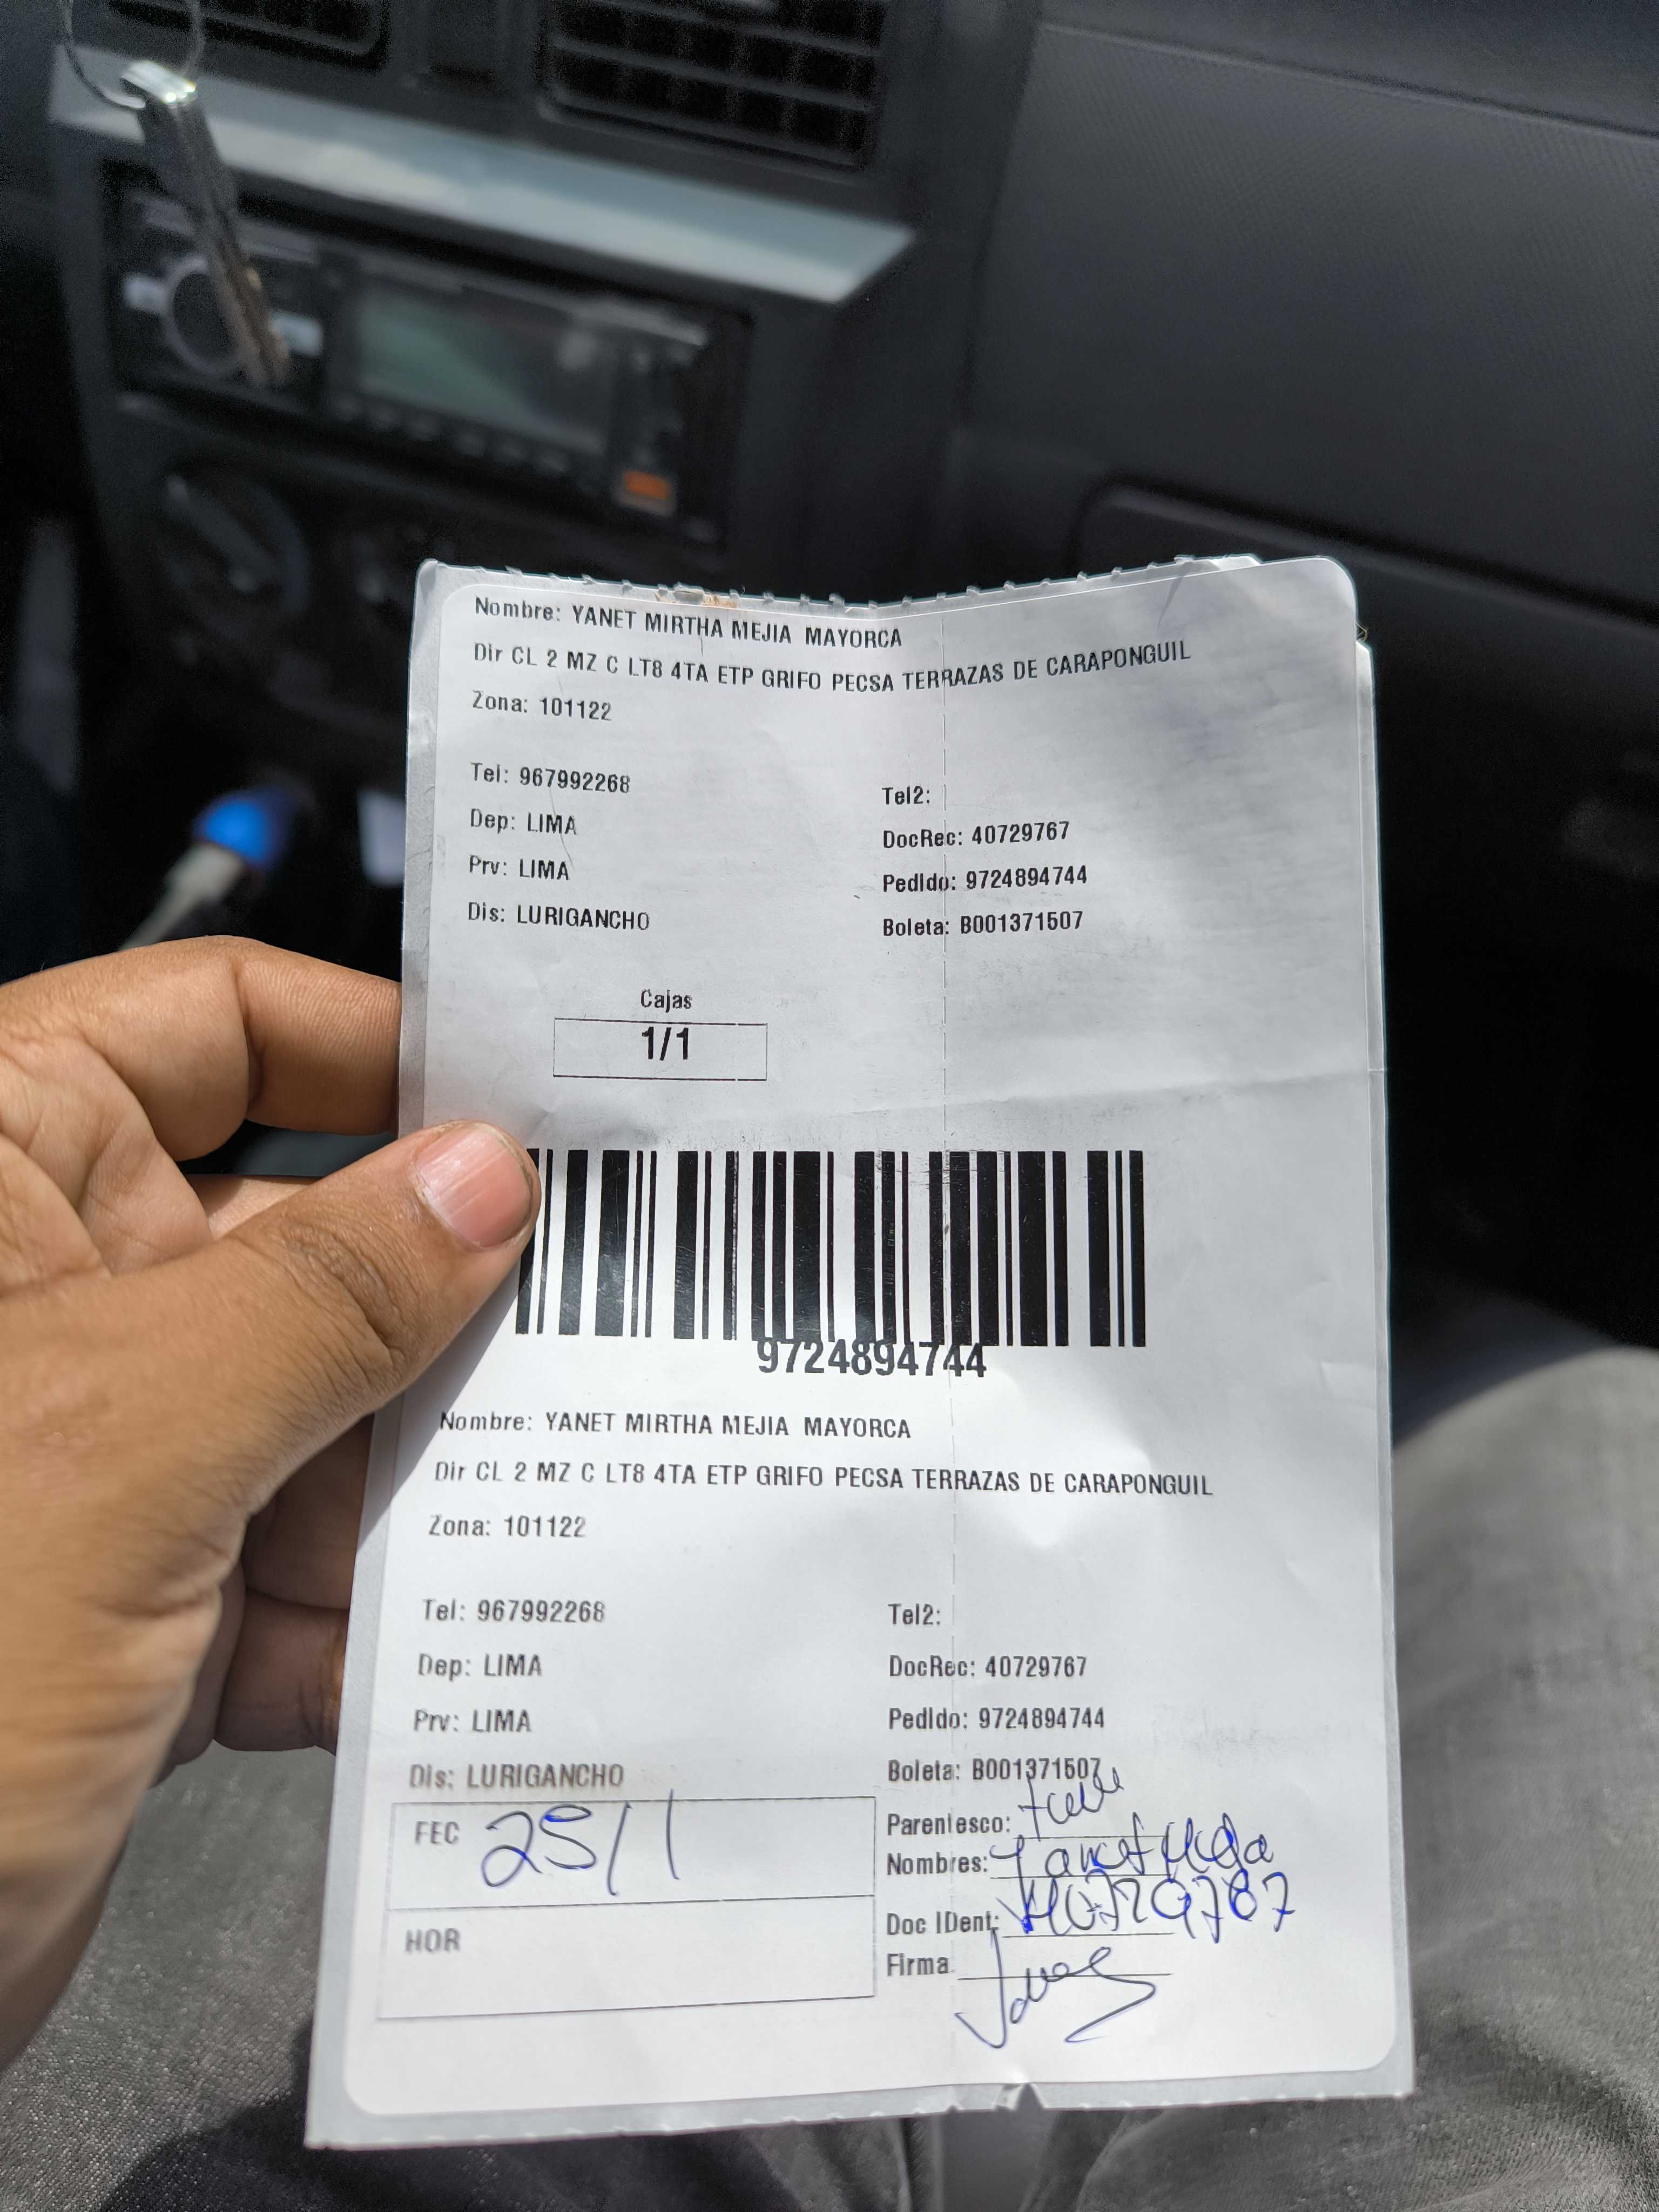 Nombre: YANET MIRTHA MEJIA MAYORCA
Dir CL 2 MZ C LT8 4TA ETP GRIFO PECSA TERRAZAS DE CARAPONGUIL
Zona: 101122
Tel: 967992268
Tel2:
Dep: LIMA
DocRec: 40729767
Prv: LIMA
PedIdo: 9724894744
Dis: LURIGANCHO
Boleta: B001371507
Cajas
1/1
9724894744
Nombre: YANET MIRTHA MEJIA MAYORCA
Dir CL 2 MZ C LT8 4TA ETP GRIFO PECSA TERRAZAS DE CARAPONGUIL
Zona: 101122
Tel: 967992268
Tel2:
Dep: LIMA
DocRec: 40729767
Prv: LIMA
PedIdo: 9724894744
Dis: LURIGANCHO
Boleta: B001371507
FEC 25/1
Parentesco:
Nombres: Yanet
Doc IDent: 40729767
HOR
Firma